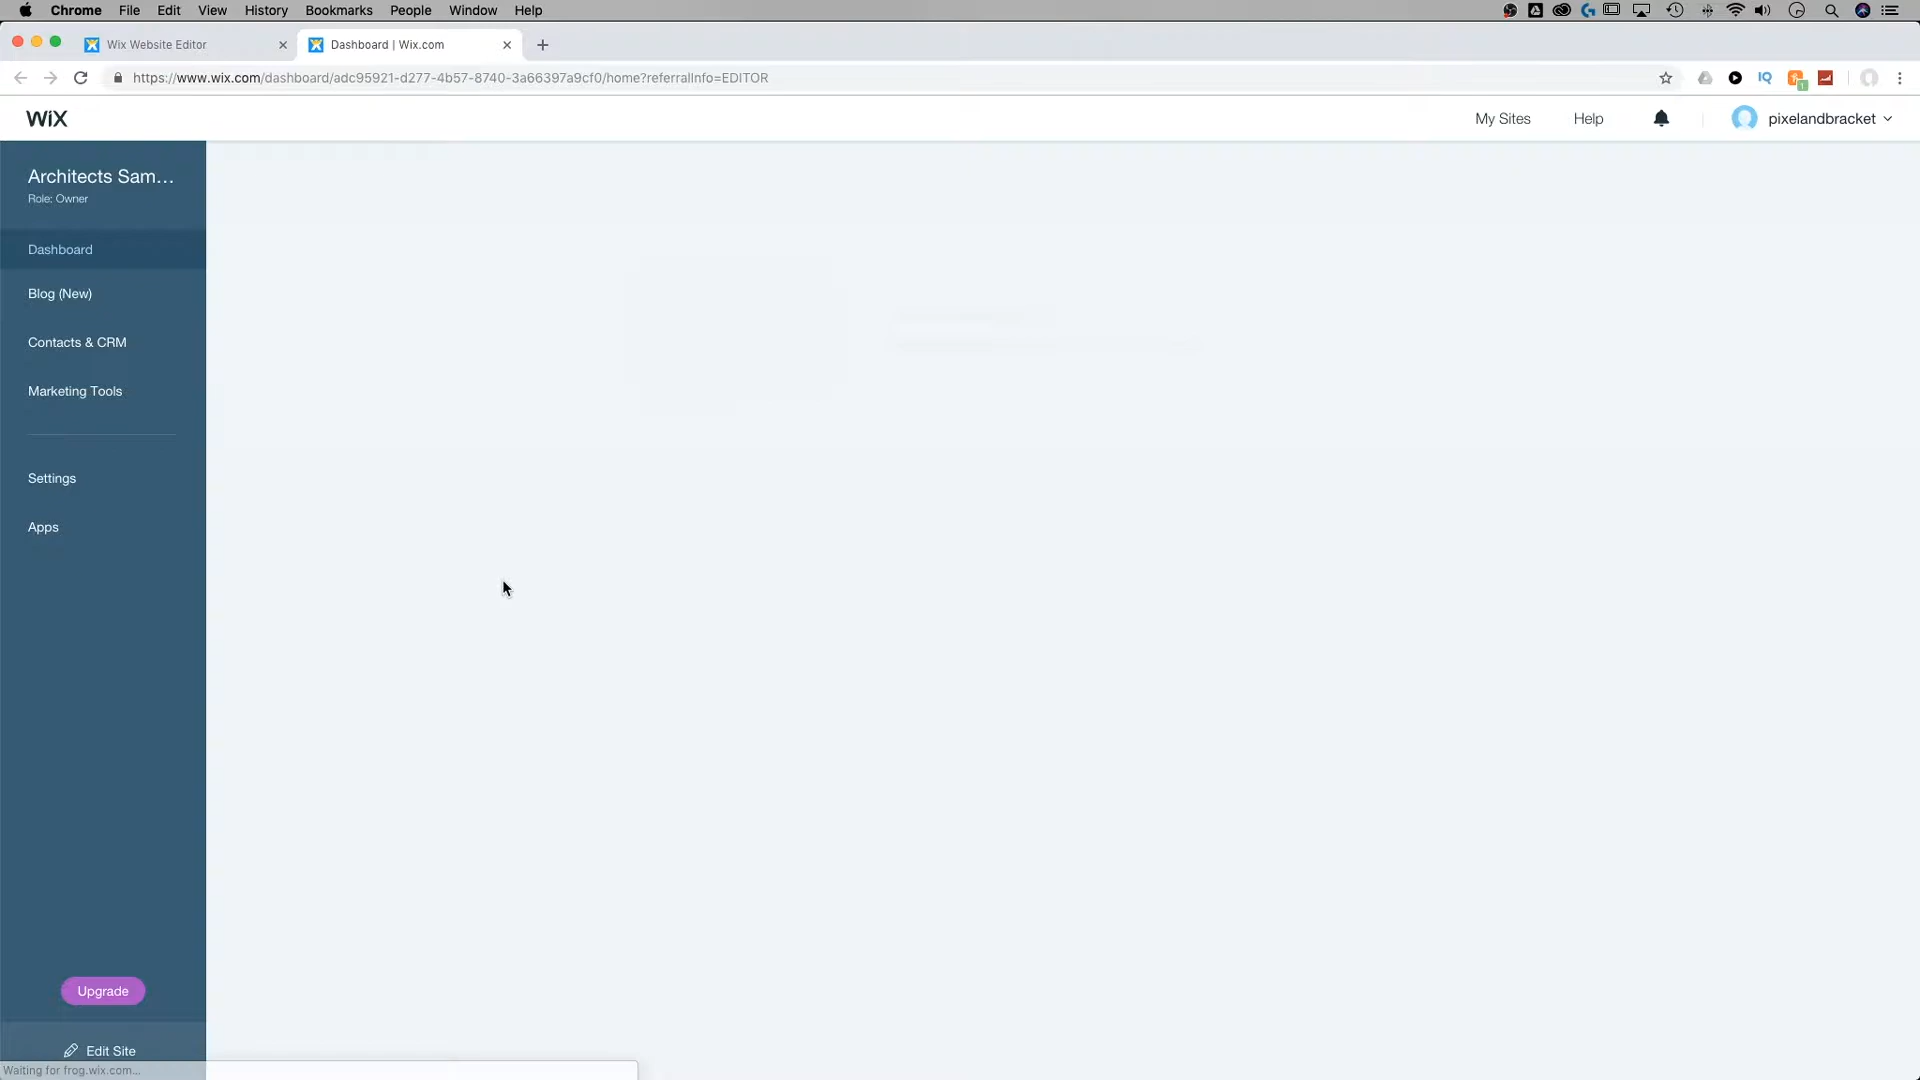 Chrome File Edit View History Bookmarks People Window Help
Wix Website Editor
Dashboard | Wix.com
https://www.wix.com/dashboard/adc95921-d277-4b57-8740-3a66397a9cf0/home?referralInfo=EDITOR
IQ
1
WiX
My Sites Help pixelandbracket
Architects Sam...
Role: Owner
Dashboard
Blog (New)
Contacts & CRM
Marketing Tools
Settings
Apps
Upgrade
Edit Site
Waiting for frog.wix.com...